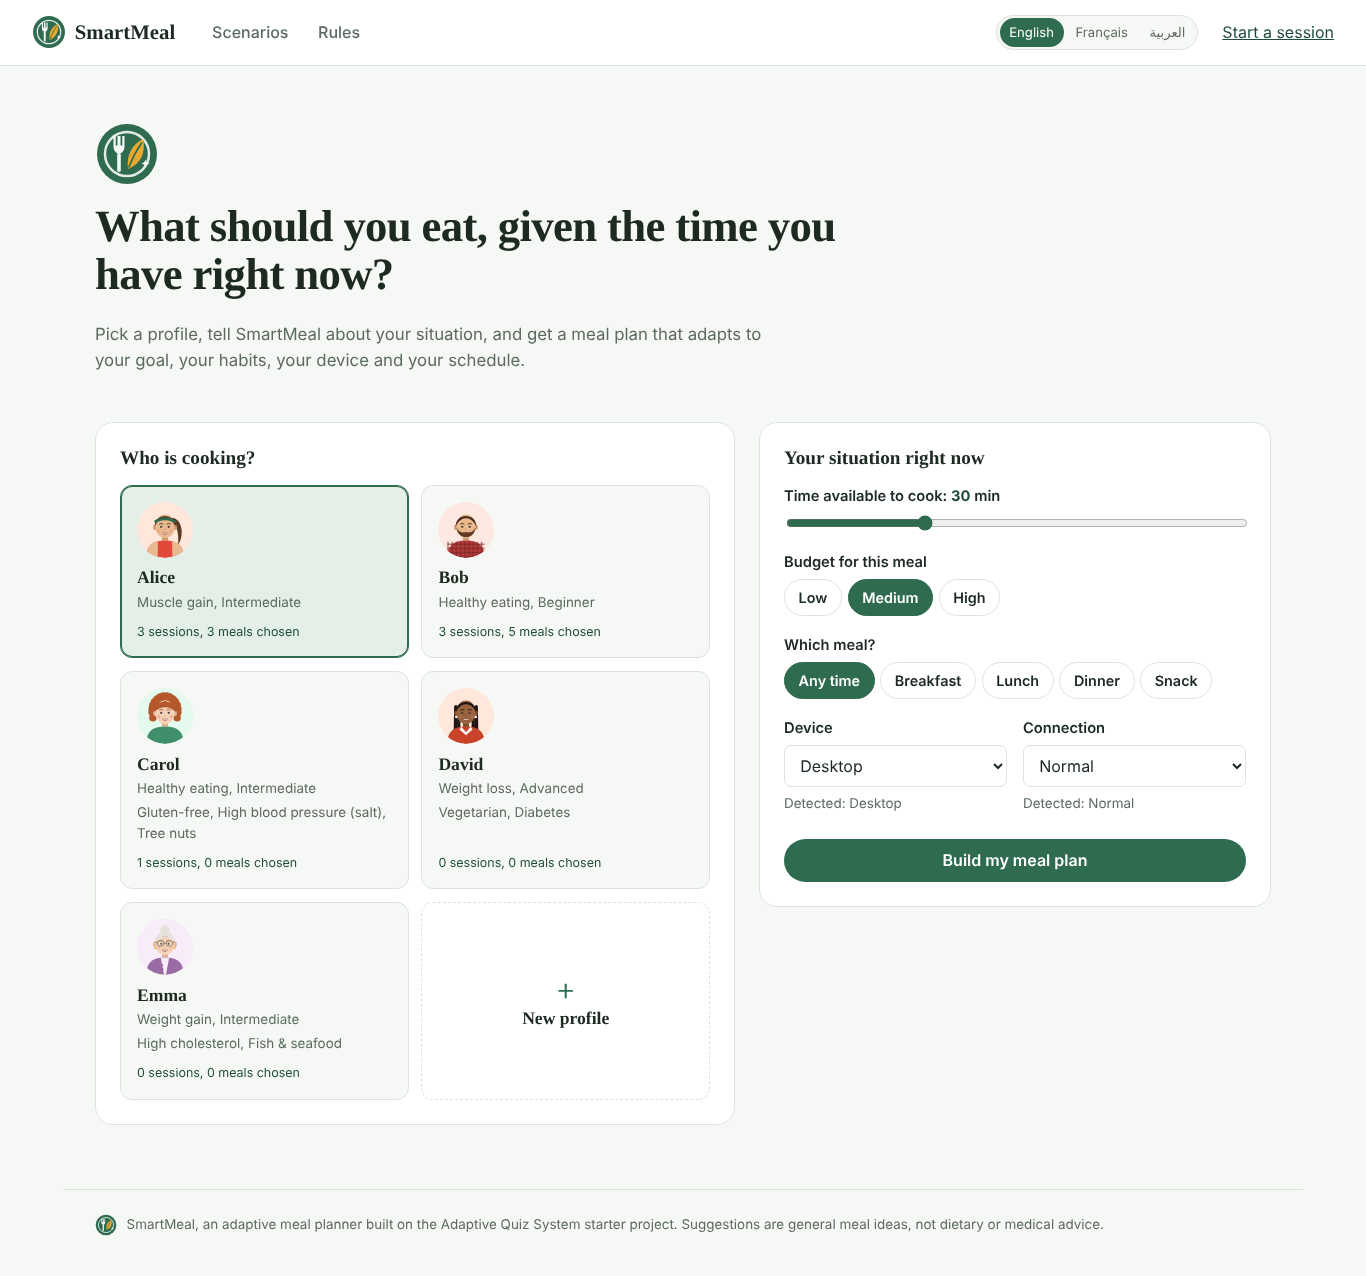 SmartMeal
Scenarios
Rules
English
Français
العربية
Start a session
What should you eat, given the time you
have right now?
Pick a profile, tell SmartMeal about your situation, and get a meal plan that adapts to
your goal, your habits, your device and your schedule.
Who is cooking?
Alice
Muscle gain, Intermediate
3 sessions, 3 meals chosen
Bob
Healthy eating, Beginner
3 sessions, 5 meals chosen
Carol
Healthy eating, Intermediate
Gluten-free, High blood pressure (salt),
Tree nuts
1 sessions, 0 meals chosen
David
Weight loss, Advanced
Vegetarian, Diabetes
0 sessions, 0 meals chosen
Emma
Weight gain, Intermediate
High cholesterol, Fish & seafood
0 sessions, 0 meals chosen
+
New profile
Your situation right now
Time available to cook: 30 min
Budget for this meal
Low
Medium
High
Which meal?
Any time
Breakfast
Lunch
Dinner
Snack
Device
Desktop
Detected: Desktop
Connection
Normal
Detected: Normal
Build my meal plan
SmartMeal, an adaptive meal planner built on the Adaptive Quiz System starter project. Suggestions are general meal ideas, not dietary or medical advice.